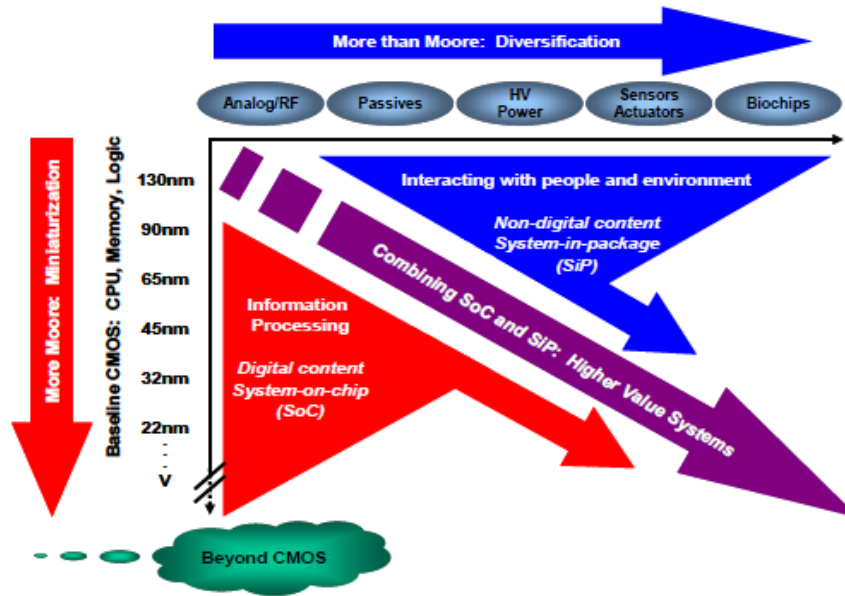 More than Moore: Diversification
Analog/RF
Passives
HV
Power
Sensors
Actuators
Biochips
More Moore: Miniaturization
Baseline CMOS: CPU, Memory, Logic
130nm
90nm
65nm
45nm
32nm
22nm
.
.
.
V
Interacting with people and environment
Non-digital content
System-in-package
(SiP)
Combining SoC and SiP: Higher Value Systems
Information
Processing
Digital content
System-on-chip
(SoC)
Beyond CMOS